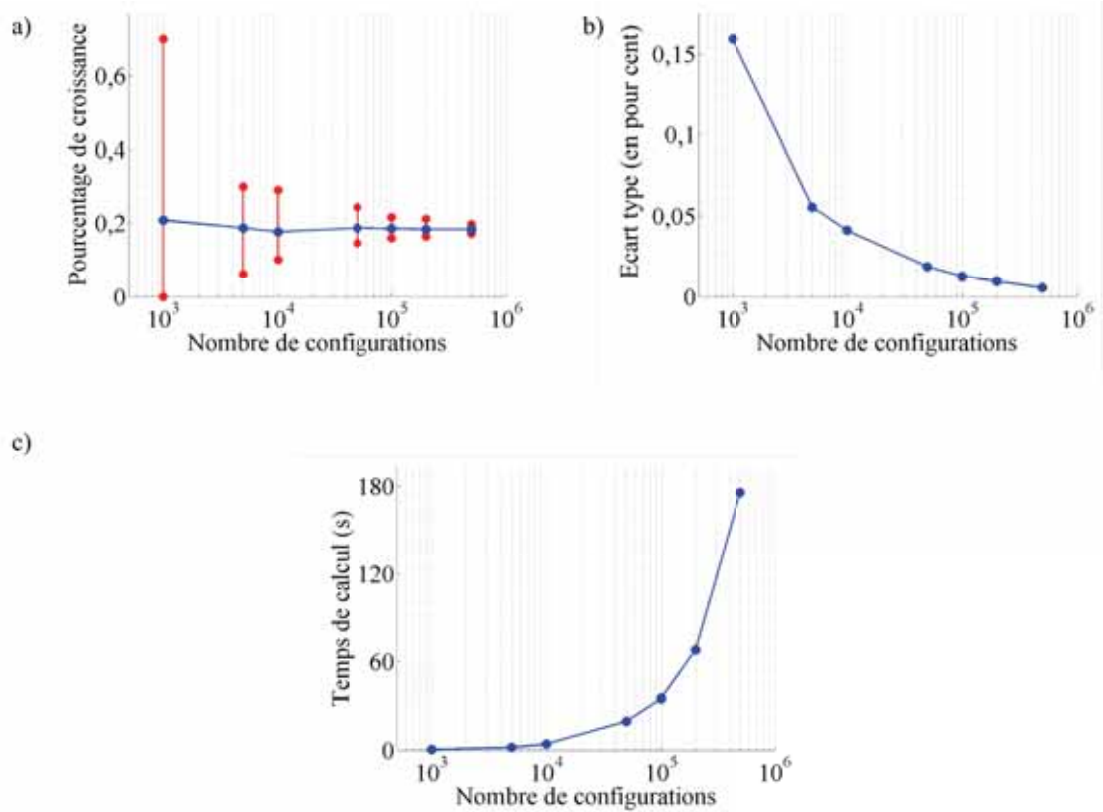 a)
Pourcentage de croissance
0,6
0,4
0,2
0
10³ 10⁴ 10⁵ 10⁶
Nombre de configurations
b)
Ecart type (en pour cent)
0,15
0,1
0,05
0
10³ 10⁴ 10⁵ 10⁶
Nombre de configurations
c)
Temps de calcul (s)
180
120
60
0
10³ 10⁴ 10⁵ 10⁶
Nombre de configurations